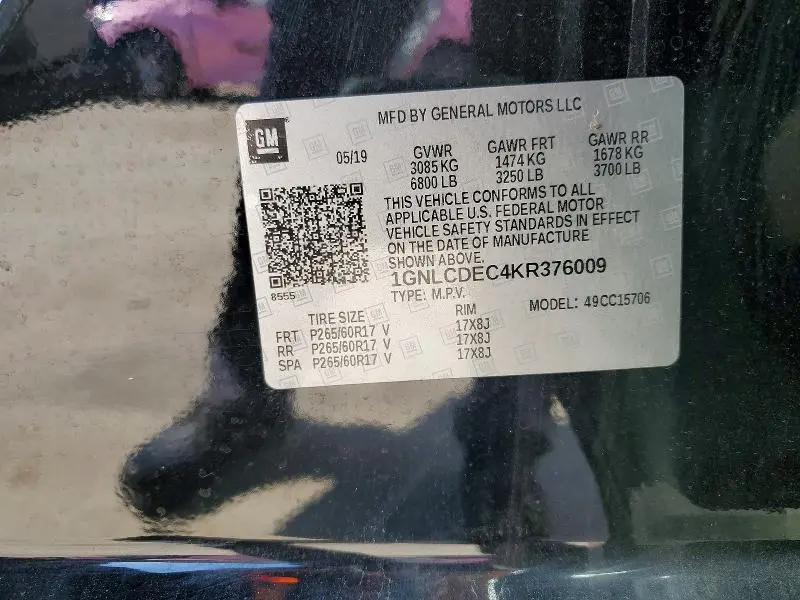 MFD BY GENERAL MOTORS LLC
GM
05/19
GVWR GAWR FRT GAWR RR
3085 KG 1474 KG 1678 KG
6800 LB 3250 LB 3700 LB
THIS VEHICLE CONFORMS TO ALL
APPLICABLE U.S. FEDERAL MOTOR
VEHICLE SAFETY STANDARDS IN EFFECT
ON THE DATE OF MANUFACTURE
SHOWN ABOVE.
1GNLCDEC4KR376009
8555
TYPE: M.P.V. MODEL: 49CC15706
TIRE SIZE RIM
FRT P265/60R17 V 17X8J
RR P265/60R17 V 17X8J
SPA P265/60R17 V 17X8J